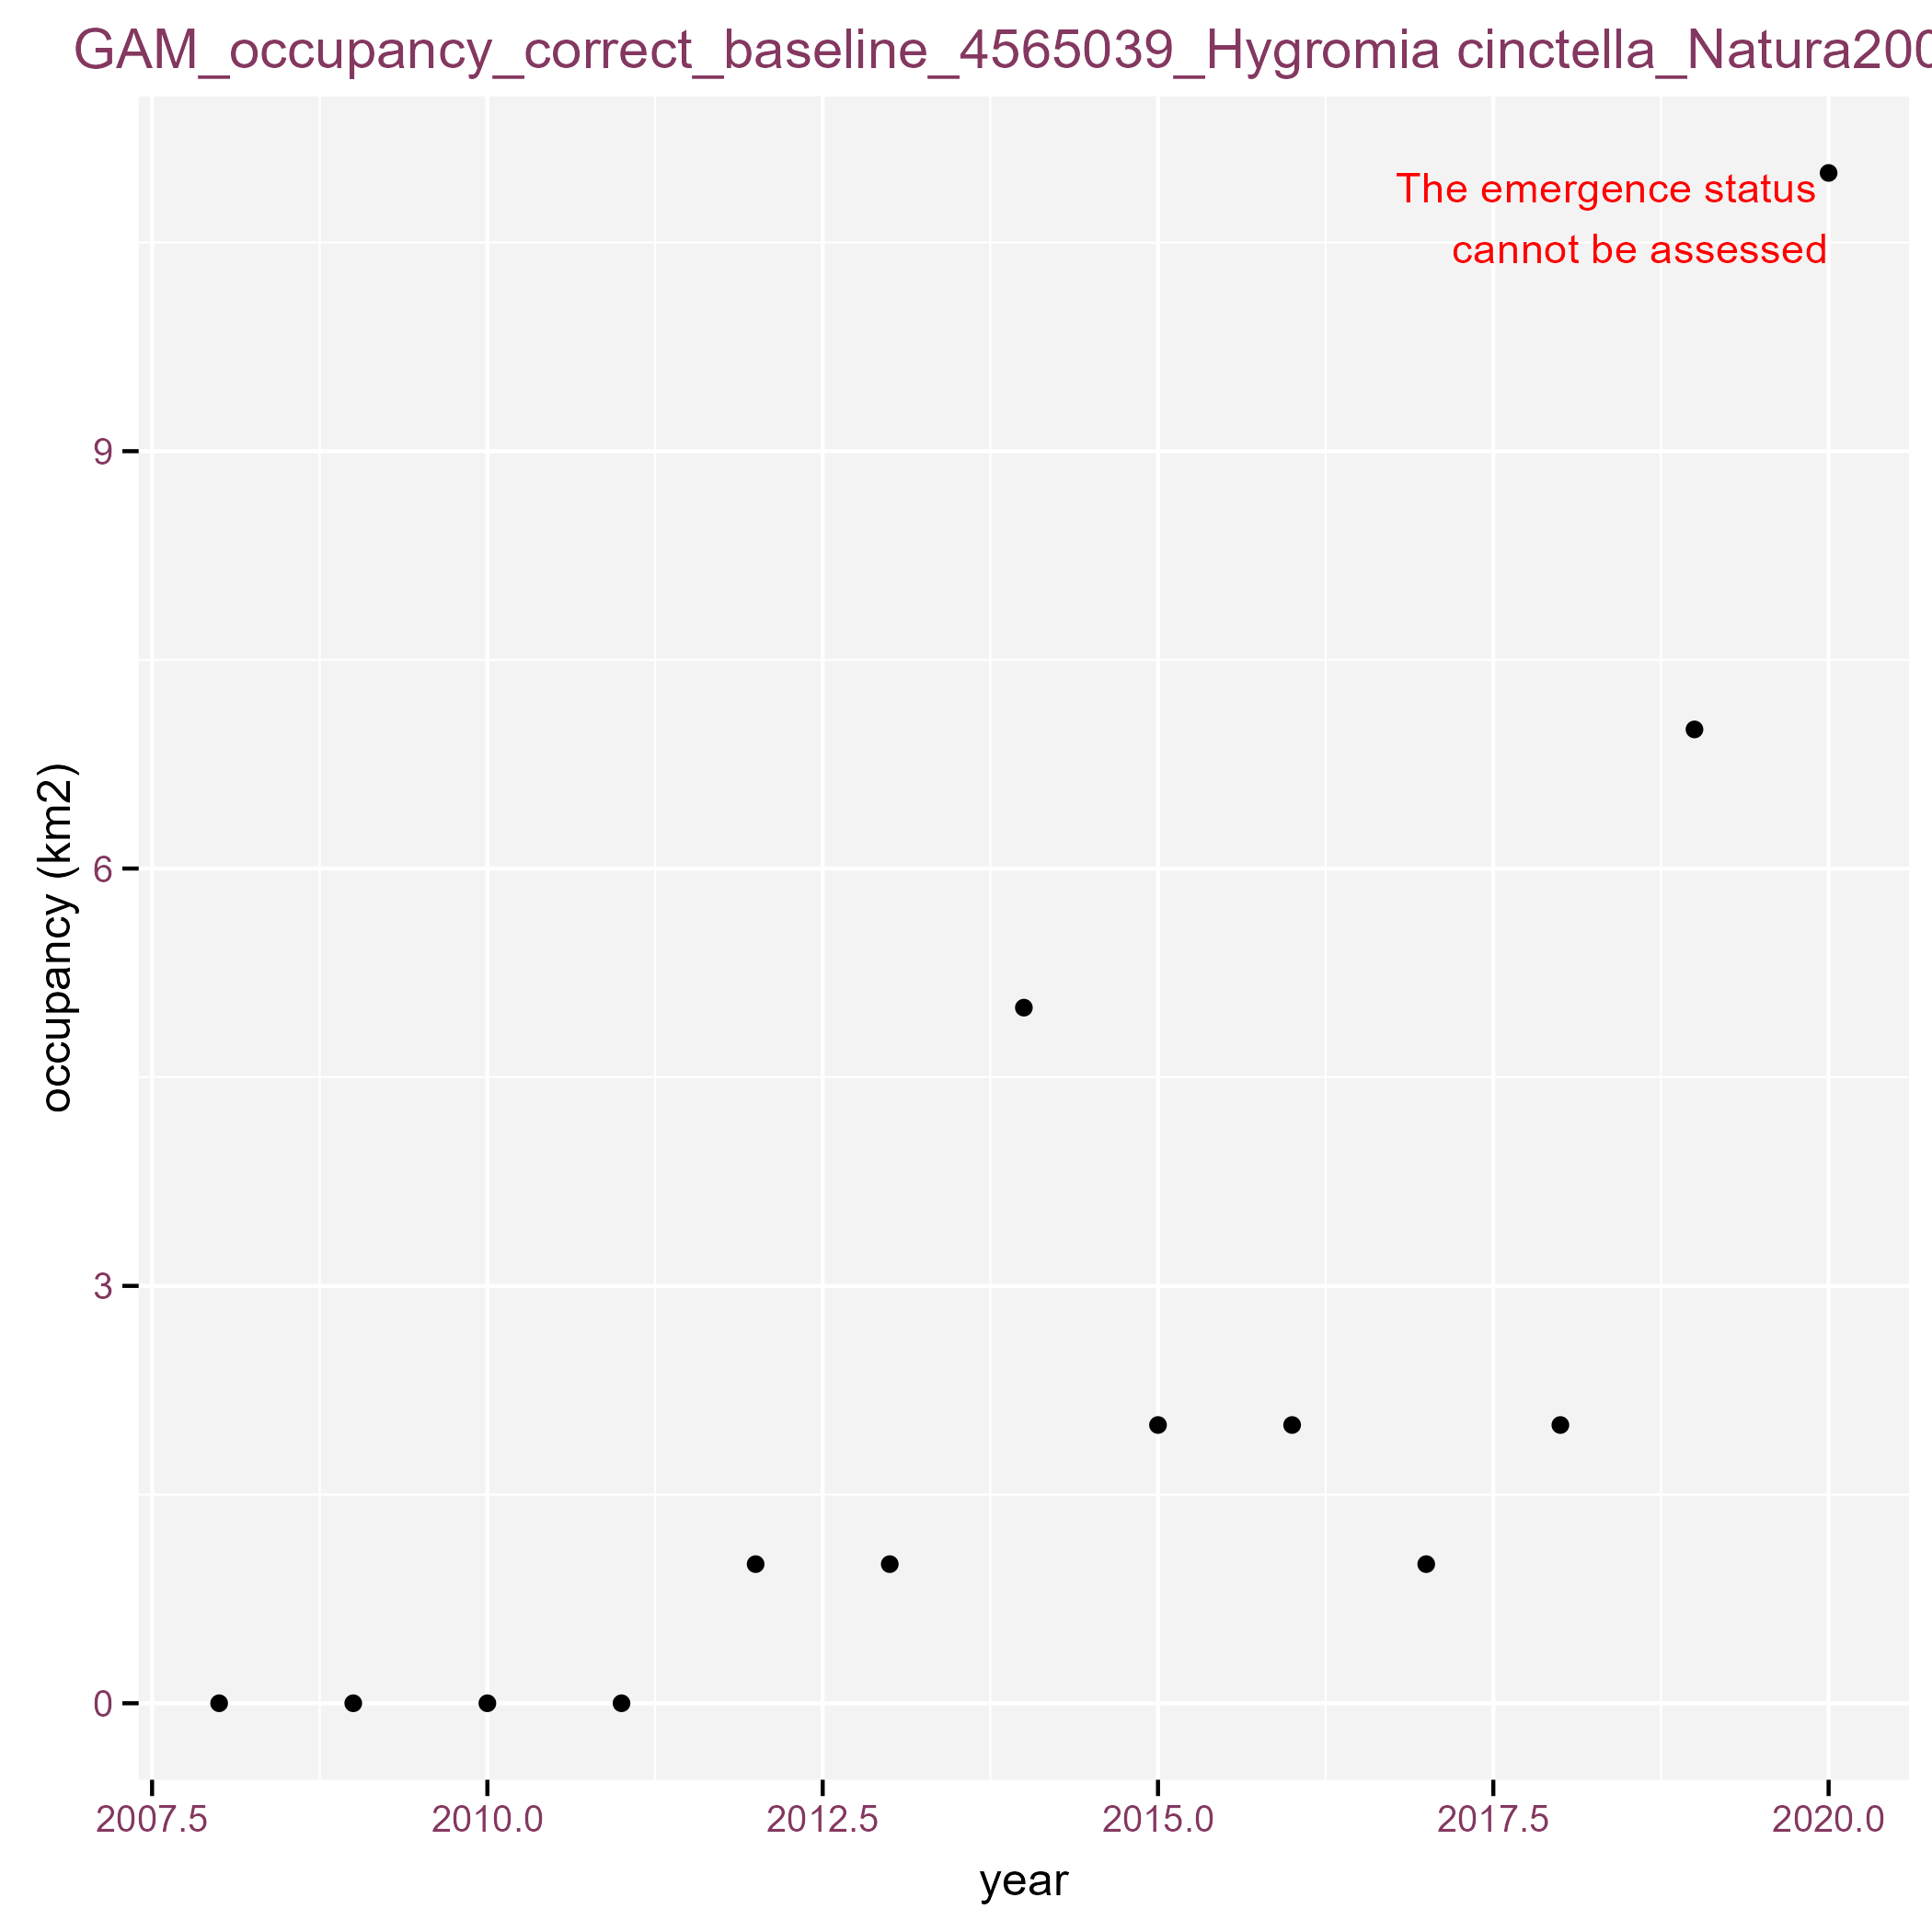 GAM_occupancy_correct_baseline_4565039_Hygromia cinctella_Natura200
The emergence status
cannot be assessed
occupancy (km2)
9
6
3
0
2007.5 2010.0 2012.5 2015.0 2017.5 2020.0
year